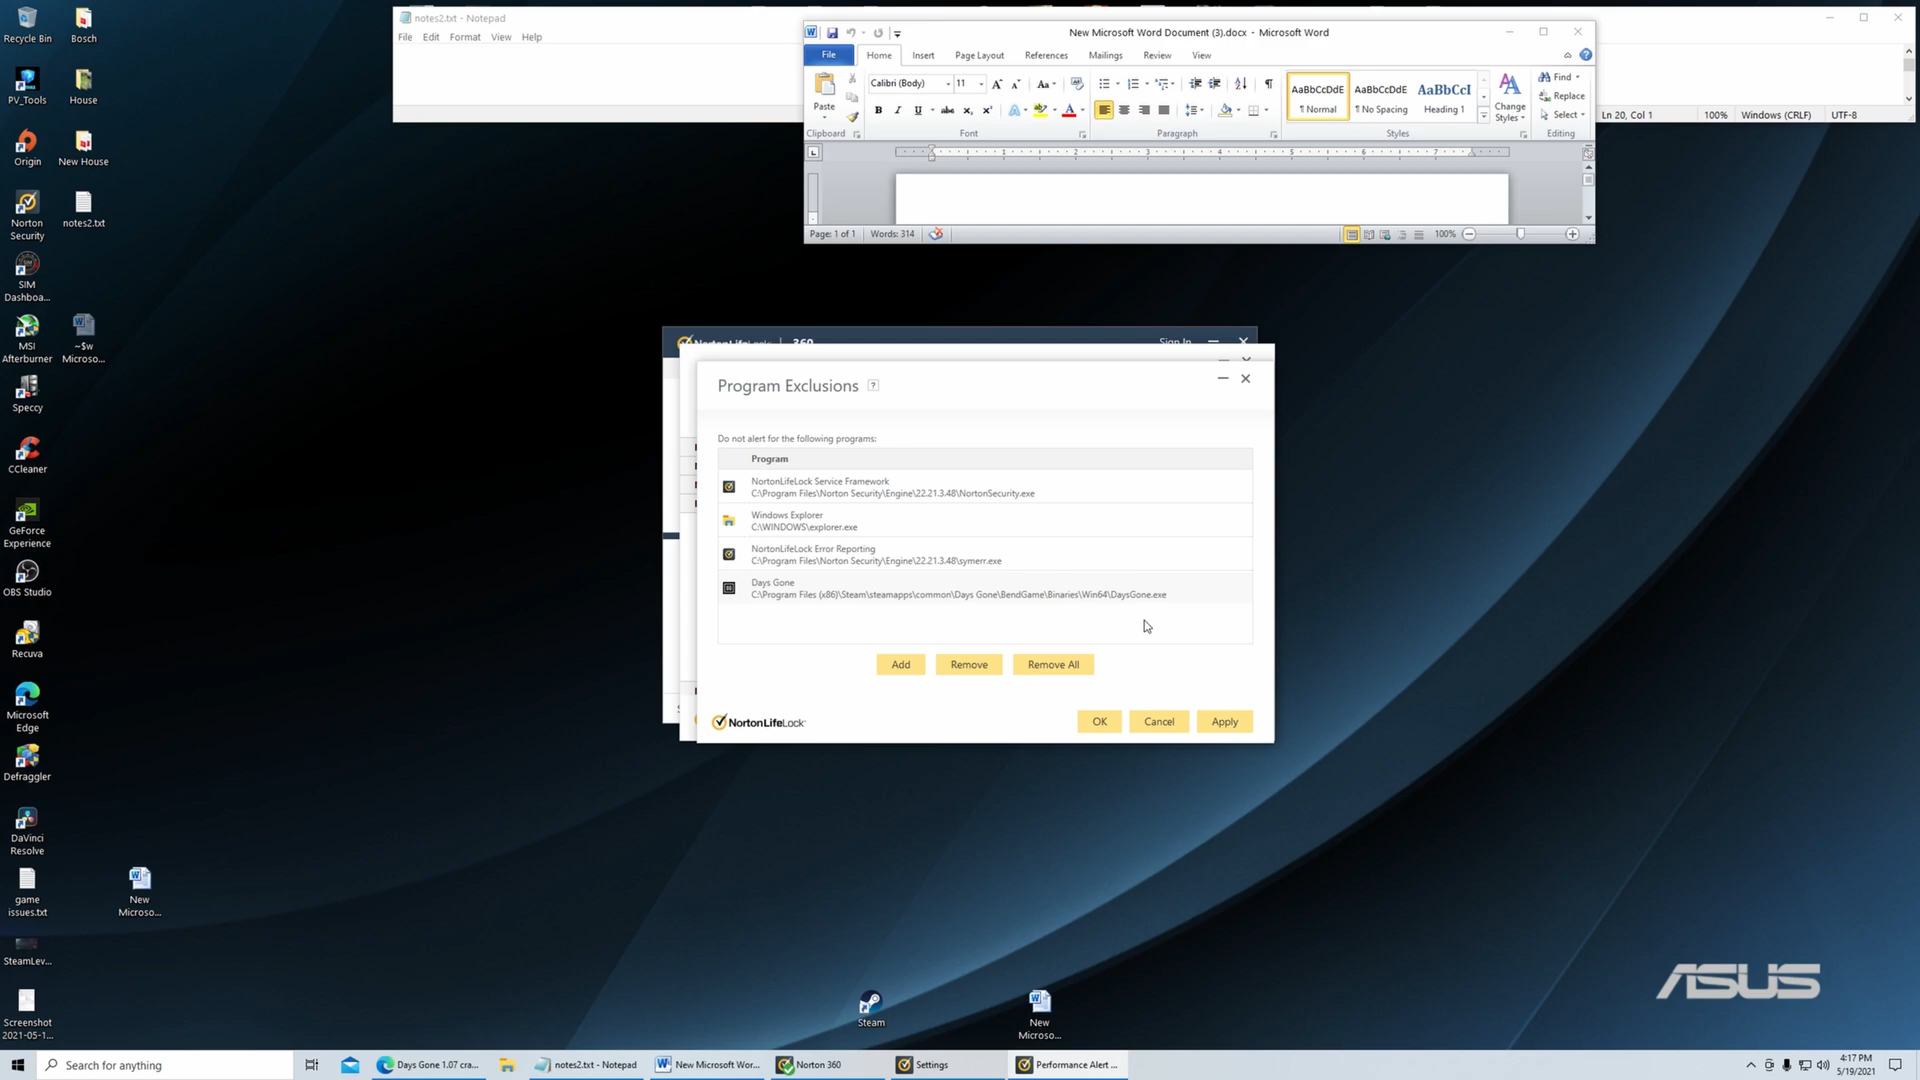 Recycle Bin
Bosch
PV_Tools
House
Origin
New House
Norton
Security
notes2.txt
SIM
Dashboa...
MSI
Afterburner
~$w
Microso...
Speccy
CCleaner
GeForce
Experience
OBS Studio
Recuva
Microsoft
Edge
Defraggler
DaVinci
Resolve
game
issues.txt
New
Microso...
SteamLev...
Screenshot
2021-05-1...
Steam
New
Microso...
notes2.txt - Notepad
File Edit Format View Help
Ln 20, Col 1 100% Windows (CRLF) UTF-8
New Microsoft Word Document (3).docx - Microsoft Word
File Home Insert Page Layout References Mailings Review View
Paste
Clipboard
Calibri (Body) 11
Font
Paragraph
AaBbCcDdE AaBbCcDdE AaBbCcI
¶ Normal ¶ No Spacing Heading 1
Change
Styles
Styles
Find
Replace
Select
Editing
1 2 3 4 5 6 7
Page: 1 of 1 Words: 314 100%
NortonLifeLock | 360 Sign In
Program Exclusions ?
Do not alert for the following programs:
Program
NortonLifeLock Service Framework
C:\Program Files\Norton Security\Engine\22.21.3.48\NortonSecurity.exe
Windows Explorer
C:\WINDOWS\explorer.exe
NortonLifeLock Error Reporting
C:\Program Files\Norton Security\Engine\22.21.3.48\symerr.exe
Days Gone
C:\Program Files (x86)\Steam\steamapps\common\Days Gone\BendGame\Binaries\Win64\DaysGone.exe
Add Remove Remove All
NortonLifeLock
OK Cancel Apply
ASUS
Search for anything
Days Gone 1.07 cra...
notes2.txt - Notepad
New Microsoft Wor...
Norton 360
Settings
Performance Alert ...
4:17 PM
5/19/2021